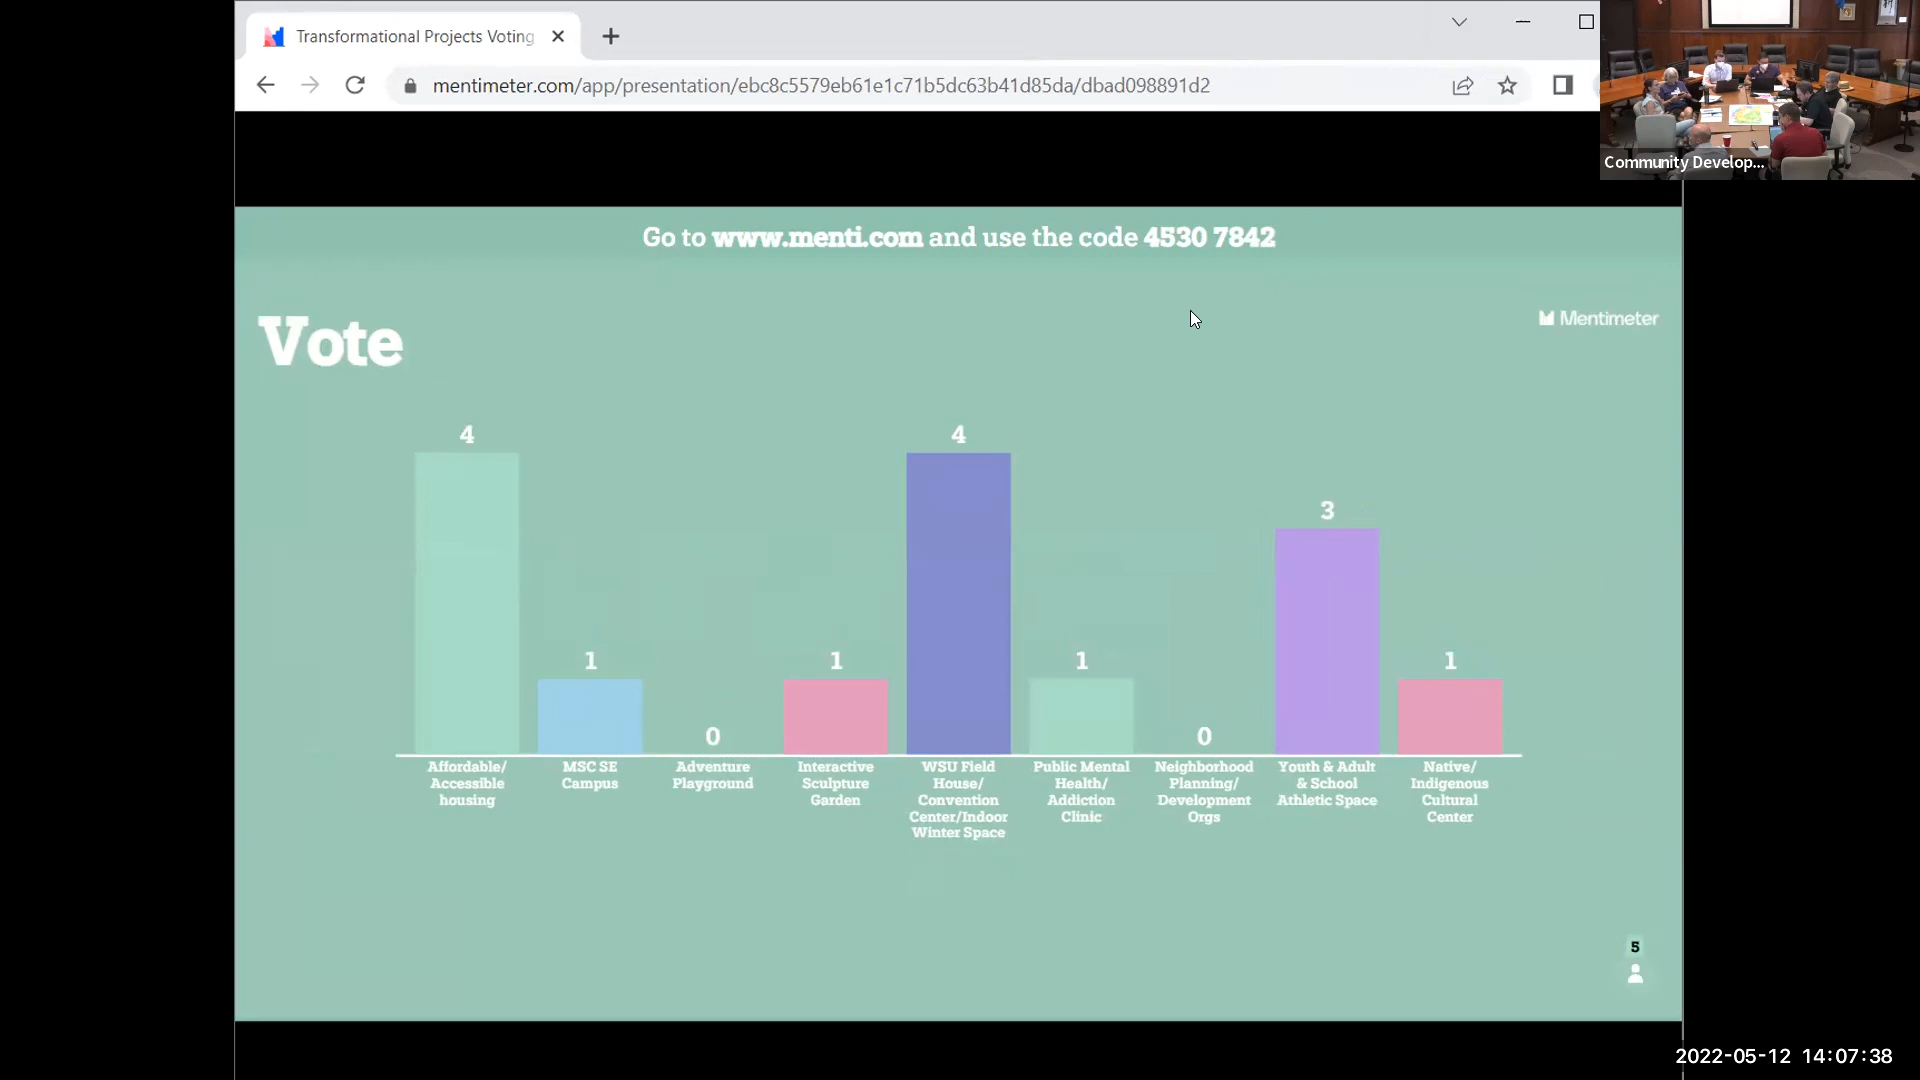 Transformational Projects Voting
mentimeter.com/app/presentation/ebc8c5579eb61e1c71b5dc63b41d85da/dbad098891d2
Community Develop...
Go to www.menti.com and use the code 4530 7842
Vote
Mentimeter
4
1
0
1
4
1
0
3
1
Affordable/
Accessible
housing
MSC SE
Campus
Adventure
Playground
Interactive
Sculpture
Garden
WSU Field
House/
Convention
Center/Indoor
Winter Space
Public Mental
Health/
Addiction
Clinic
Neighborhood
Planning/
Development
Orgs
Youth & Adult
& School
Athletic Space
Native/
Indigenous
Cultural
Center
5
2022-05-12 14:07:38